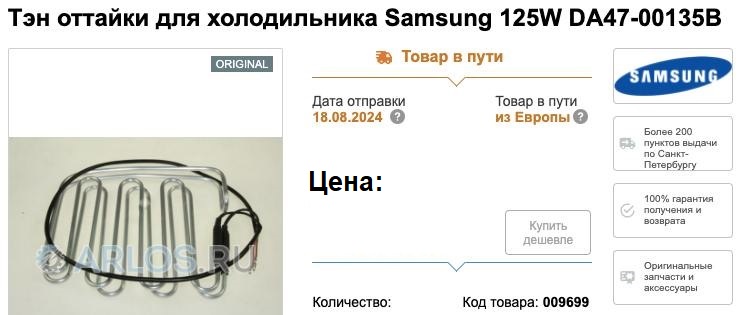 Тэн оттайки для холодильника Samsung 125W DA47-00135B
ORIGINAL
ARLOS.RU
Товар в пути
Дата отправки
18.08.2024 ?
Товар в пути
из Европы ?
Цена:
Купить
дешевле
Количество:
Код товара: 009699
SAMSUNG
Более 200
пунктов выдачи
по Санкт-
Петербургу
100% гарантия
получения и
возврата
Оригинальные
запчасти и
аксессуары